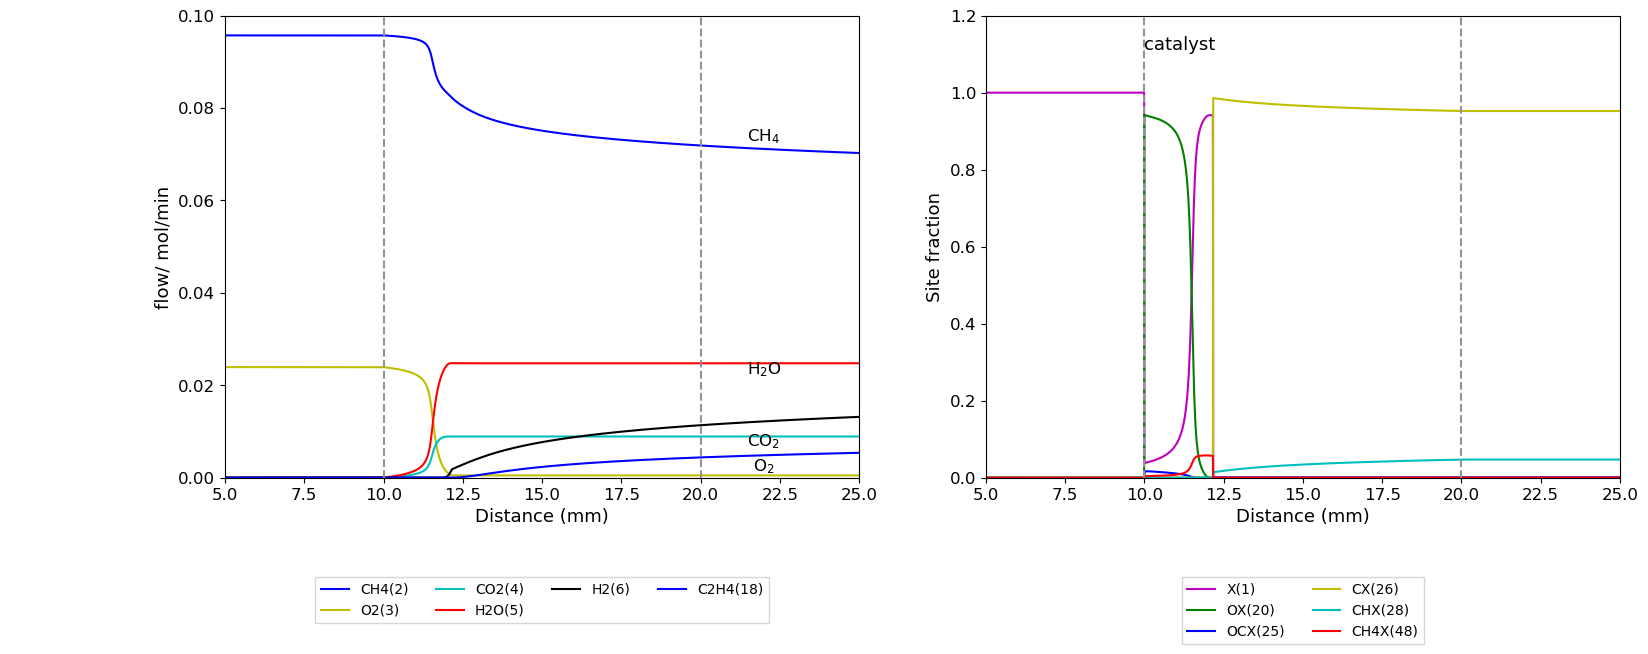 0.10
0.08
0.06
0.04
0.02
0.00
flow/ mol/min
CH₄
H₂O
CO₂
O₂
5.0 7.5 10.0 12.5 15.0 17.5 20.0 22.5 25.0
Distance (mm)
CH4(2) CO2(4) H2(6) C2H4(18)
O2(3) H2O(5)
1.2
1.0
0.8
0.6
0.4
0.2
0.0
Site fraction
catalyst
5.0 7.5 10.0 12.5 15.0 17.5 20.0 22.5 25.0
Distance (mm)
X(1) CX(26)
OX(20) CHX(28)
OCX(25) CH4X(48)